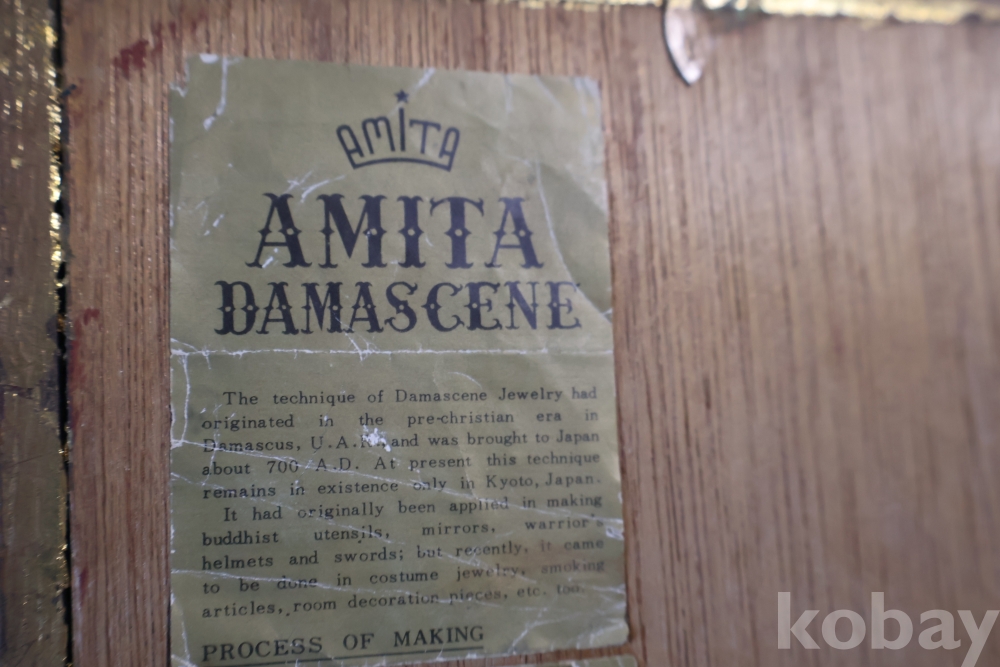 AMITA
AMITA
DAMASCENE
The technique of Damascene Jewelry had
originated in the pre-christian era in
Damascus, U.A.R. and was brought to Japan
about 700 A.D. At present this technique
remains in existence only in Kyoto, Japan.
It had originally been applied in making
buddhist utensils, mirrors, warrior's
helmets and swords; but recently, it came
to be done in costume jewelry, smoking
articles, room decoration pieces, etc. too.
PROCESS OF MAKING
kobay